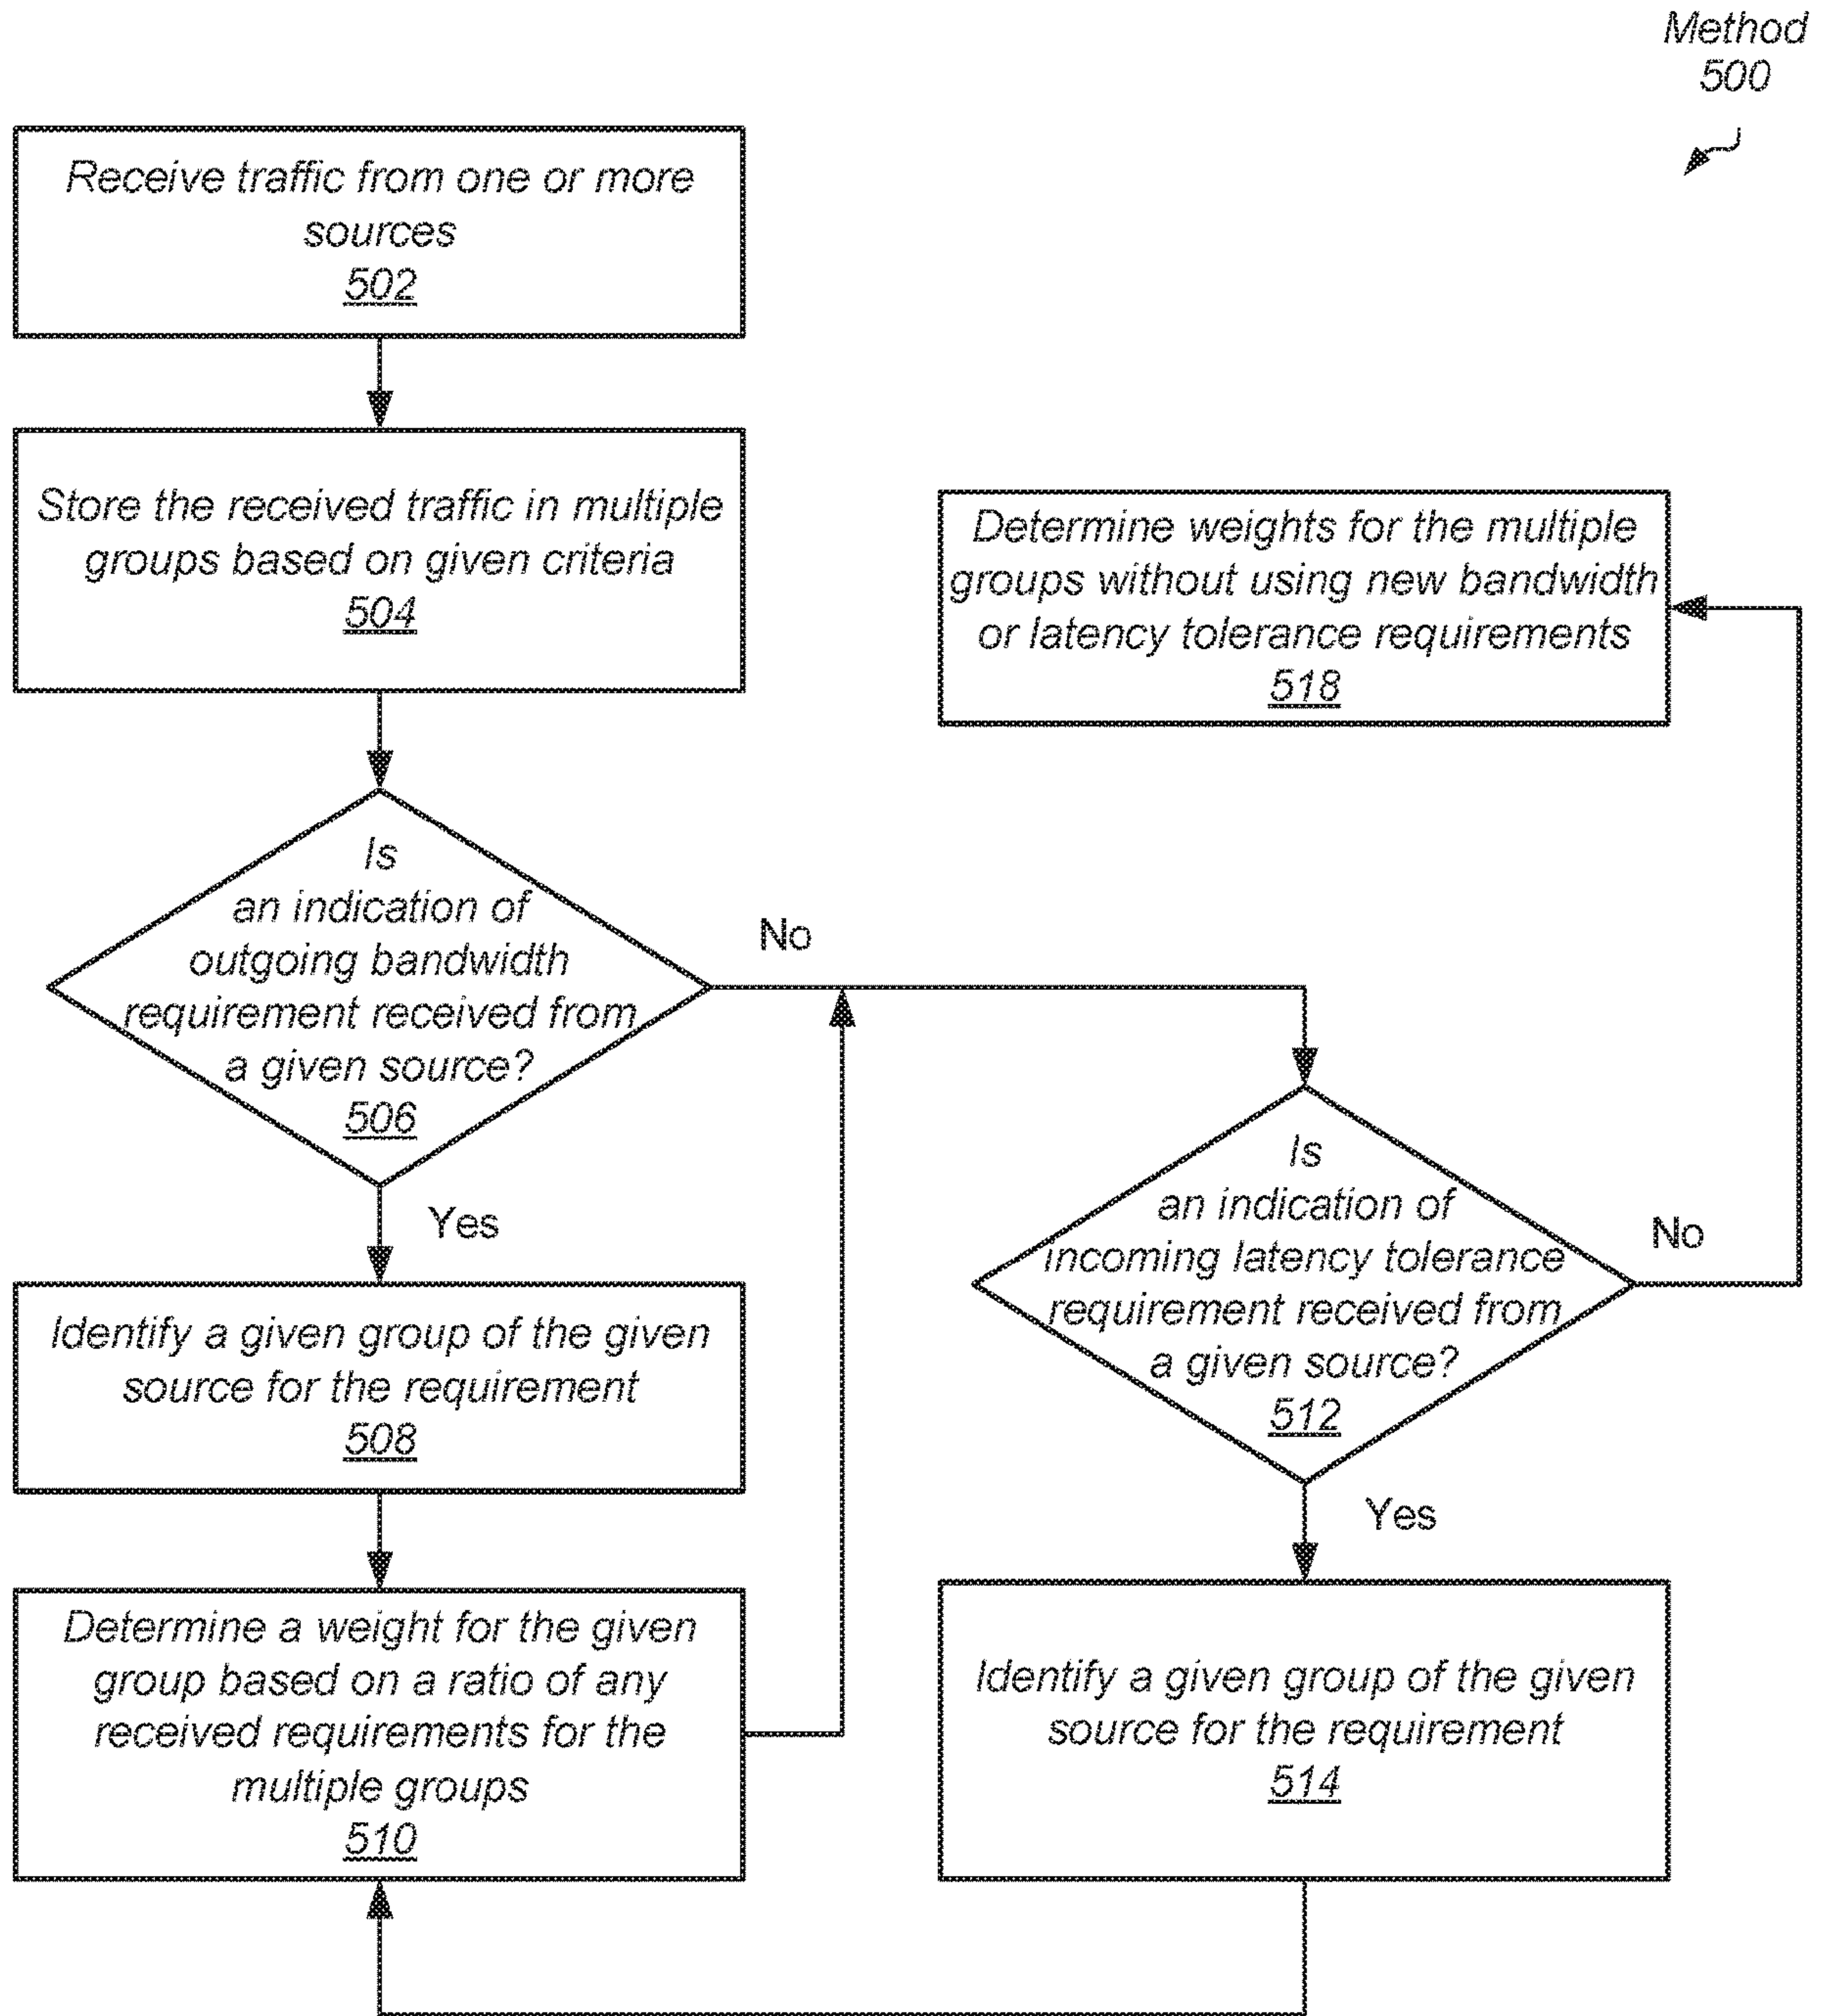 Method
500
Receive traffic from one or more
sources
502
Store the received traffic in multiple
groups based on given criteria
504
Determine weights for the multiple
groups without using new bandwidth
or latency tolerance requirements
518
Is
an indication of
outgoing bandwidth
requirement received from
a given source?
506
No
Yes
Is
an indication of
incoming latency tolerance
requirement received from
a given source?
512
No
Yes
Identify a given group of the given
source for the requirement
508
Determine a weight for the given
group based on a ratio of any
received requirements for the
multiple groups
510
Identify a given group of the given
source for the requirement
514